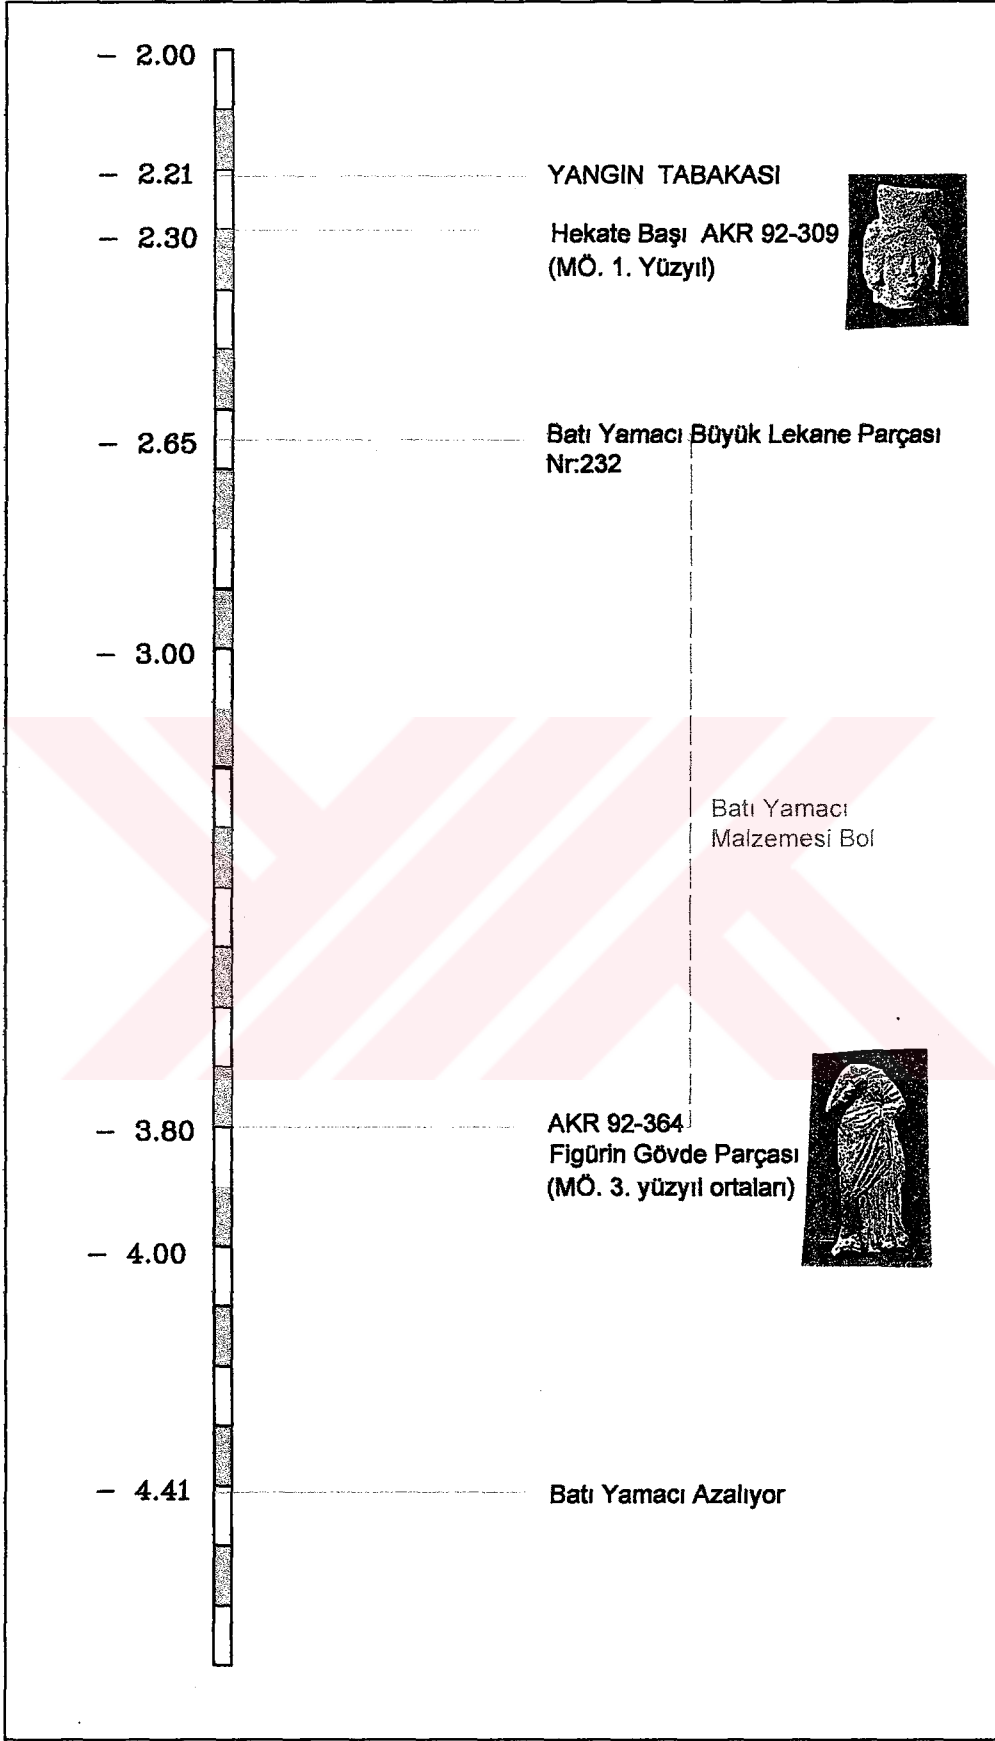 – 2.00
– 2.21 YANGIN TABAKASI
– 2.30 Hekate Başı AKR 92-309
(MÖ. 1. Yüzyıl)
– 2.65 Batı Yamacı Büyük Lekane Parçası
Nr:232
– 3.00
Batı Yamacı
Malzemesi Bol
– 3.80 AKR 92-364
Figürin Gövde Parçası
(MÖ. 3. yüzyıl ortaları)
– 4.00
– 4.41 Batı Yamacı Azalıyor